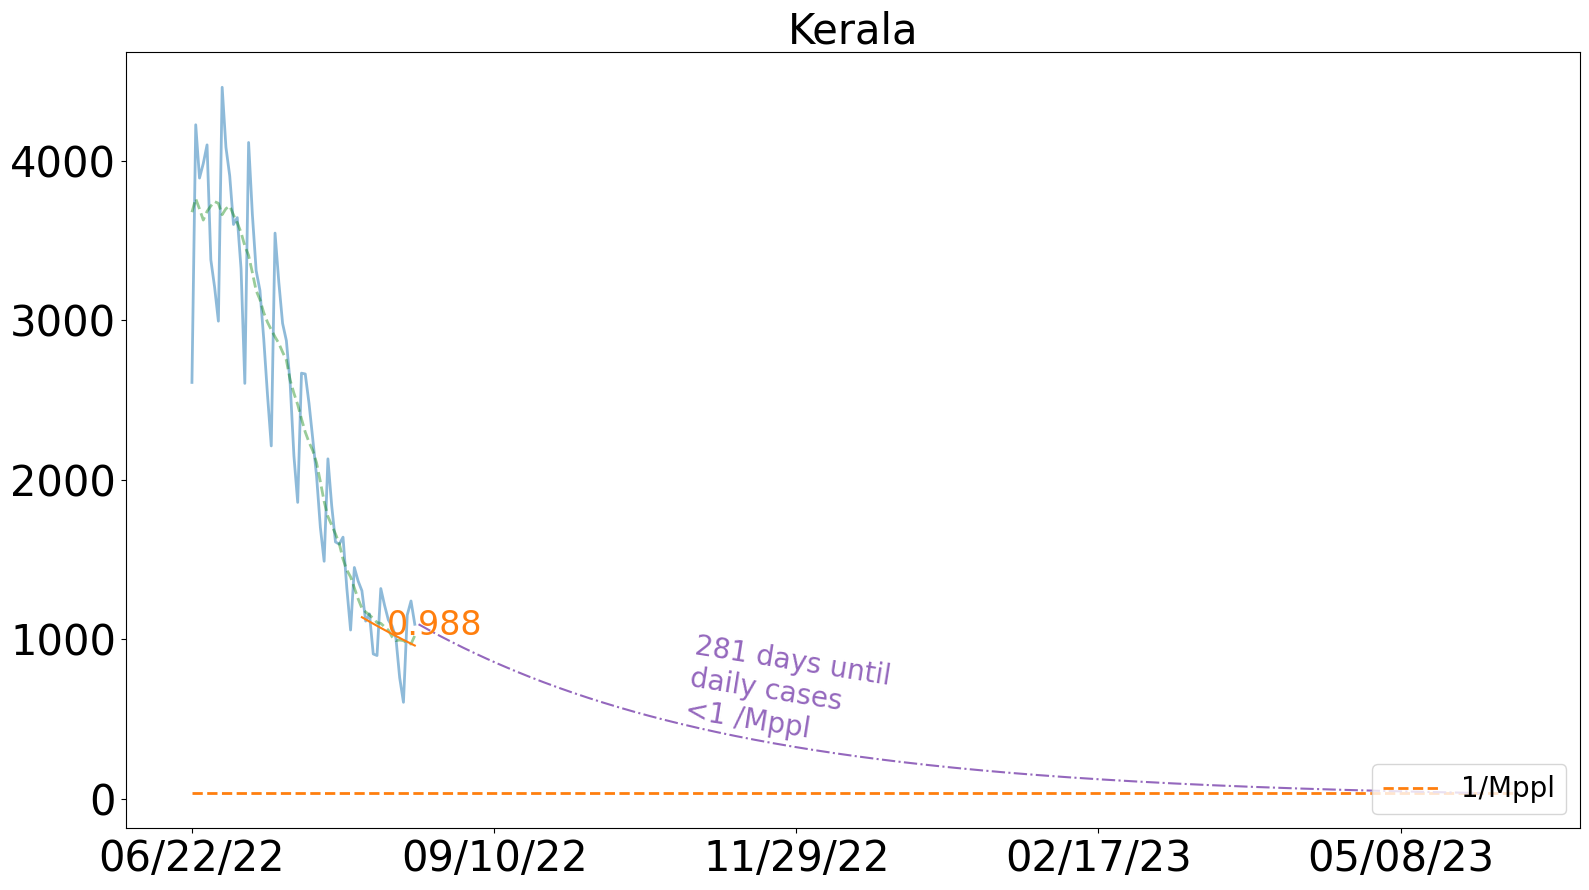 Kerala
4000
3000
2000
1000
0
0.988
281 days until
daily cases
<1 /Mppl
1/Mppl
06/22/22
09/10/22
11/29/22
02/17/23
05/08/23